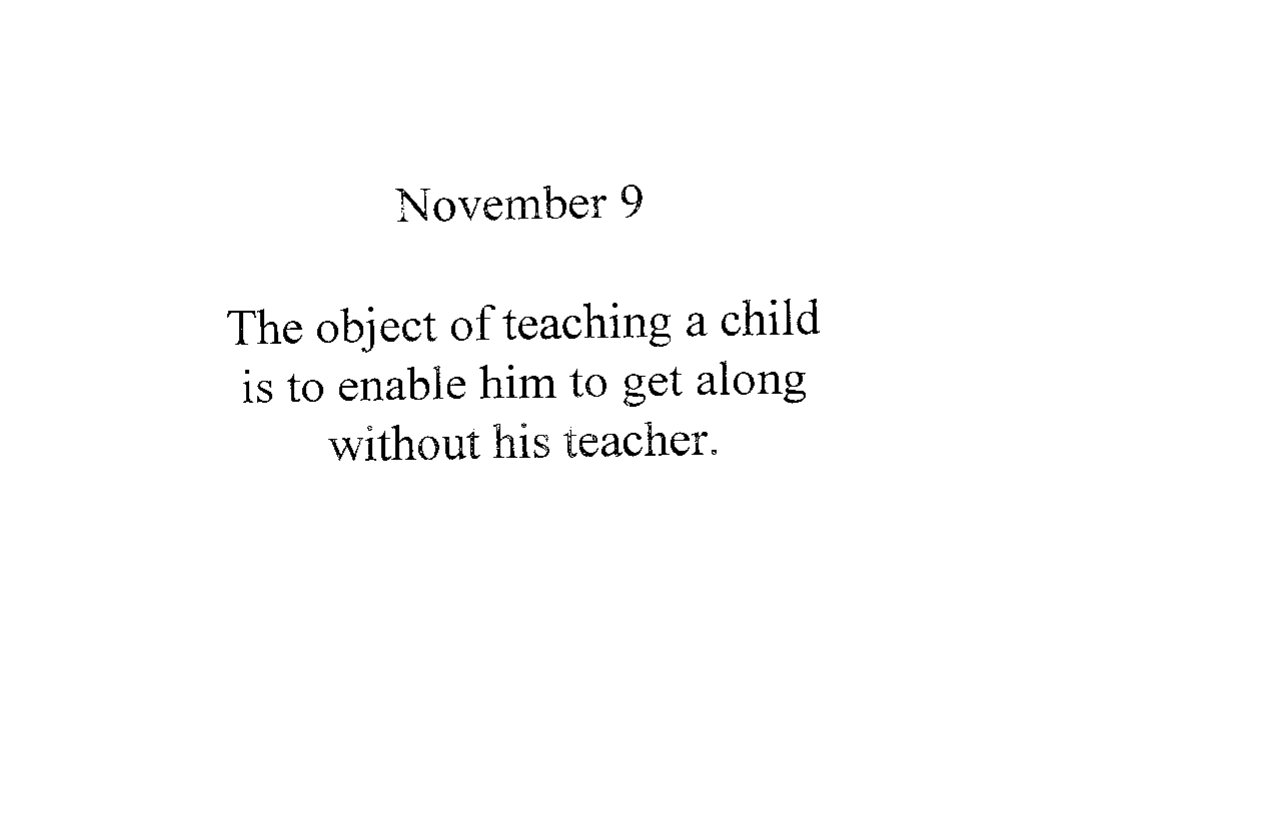 November 9
The object of teaching a child
is to enable him to get along
without his teacher.